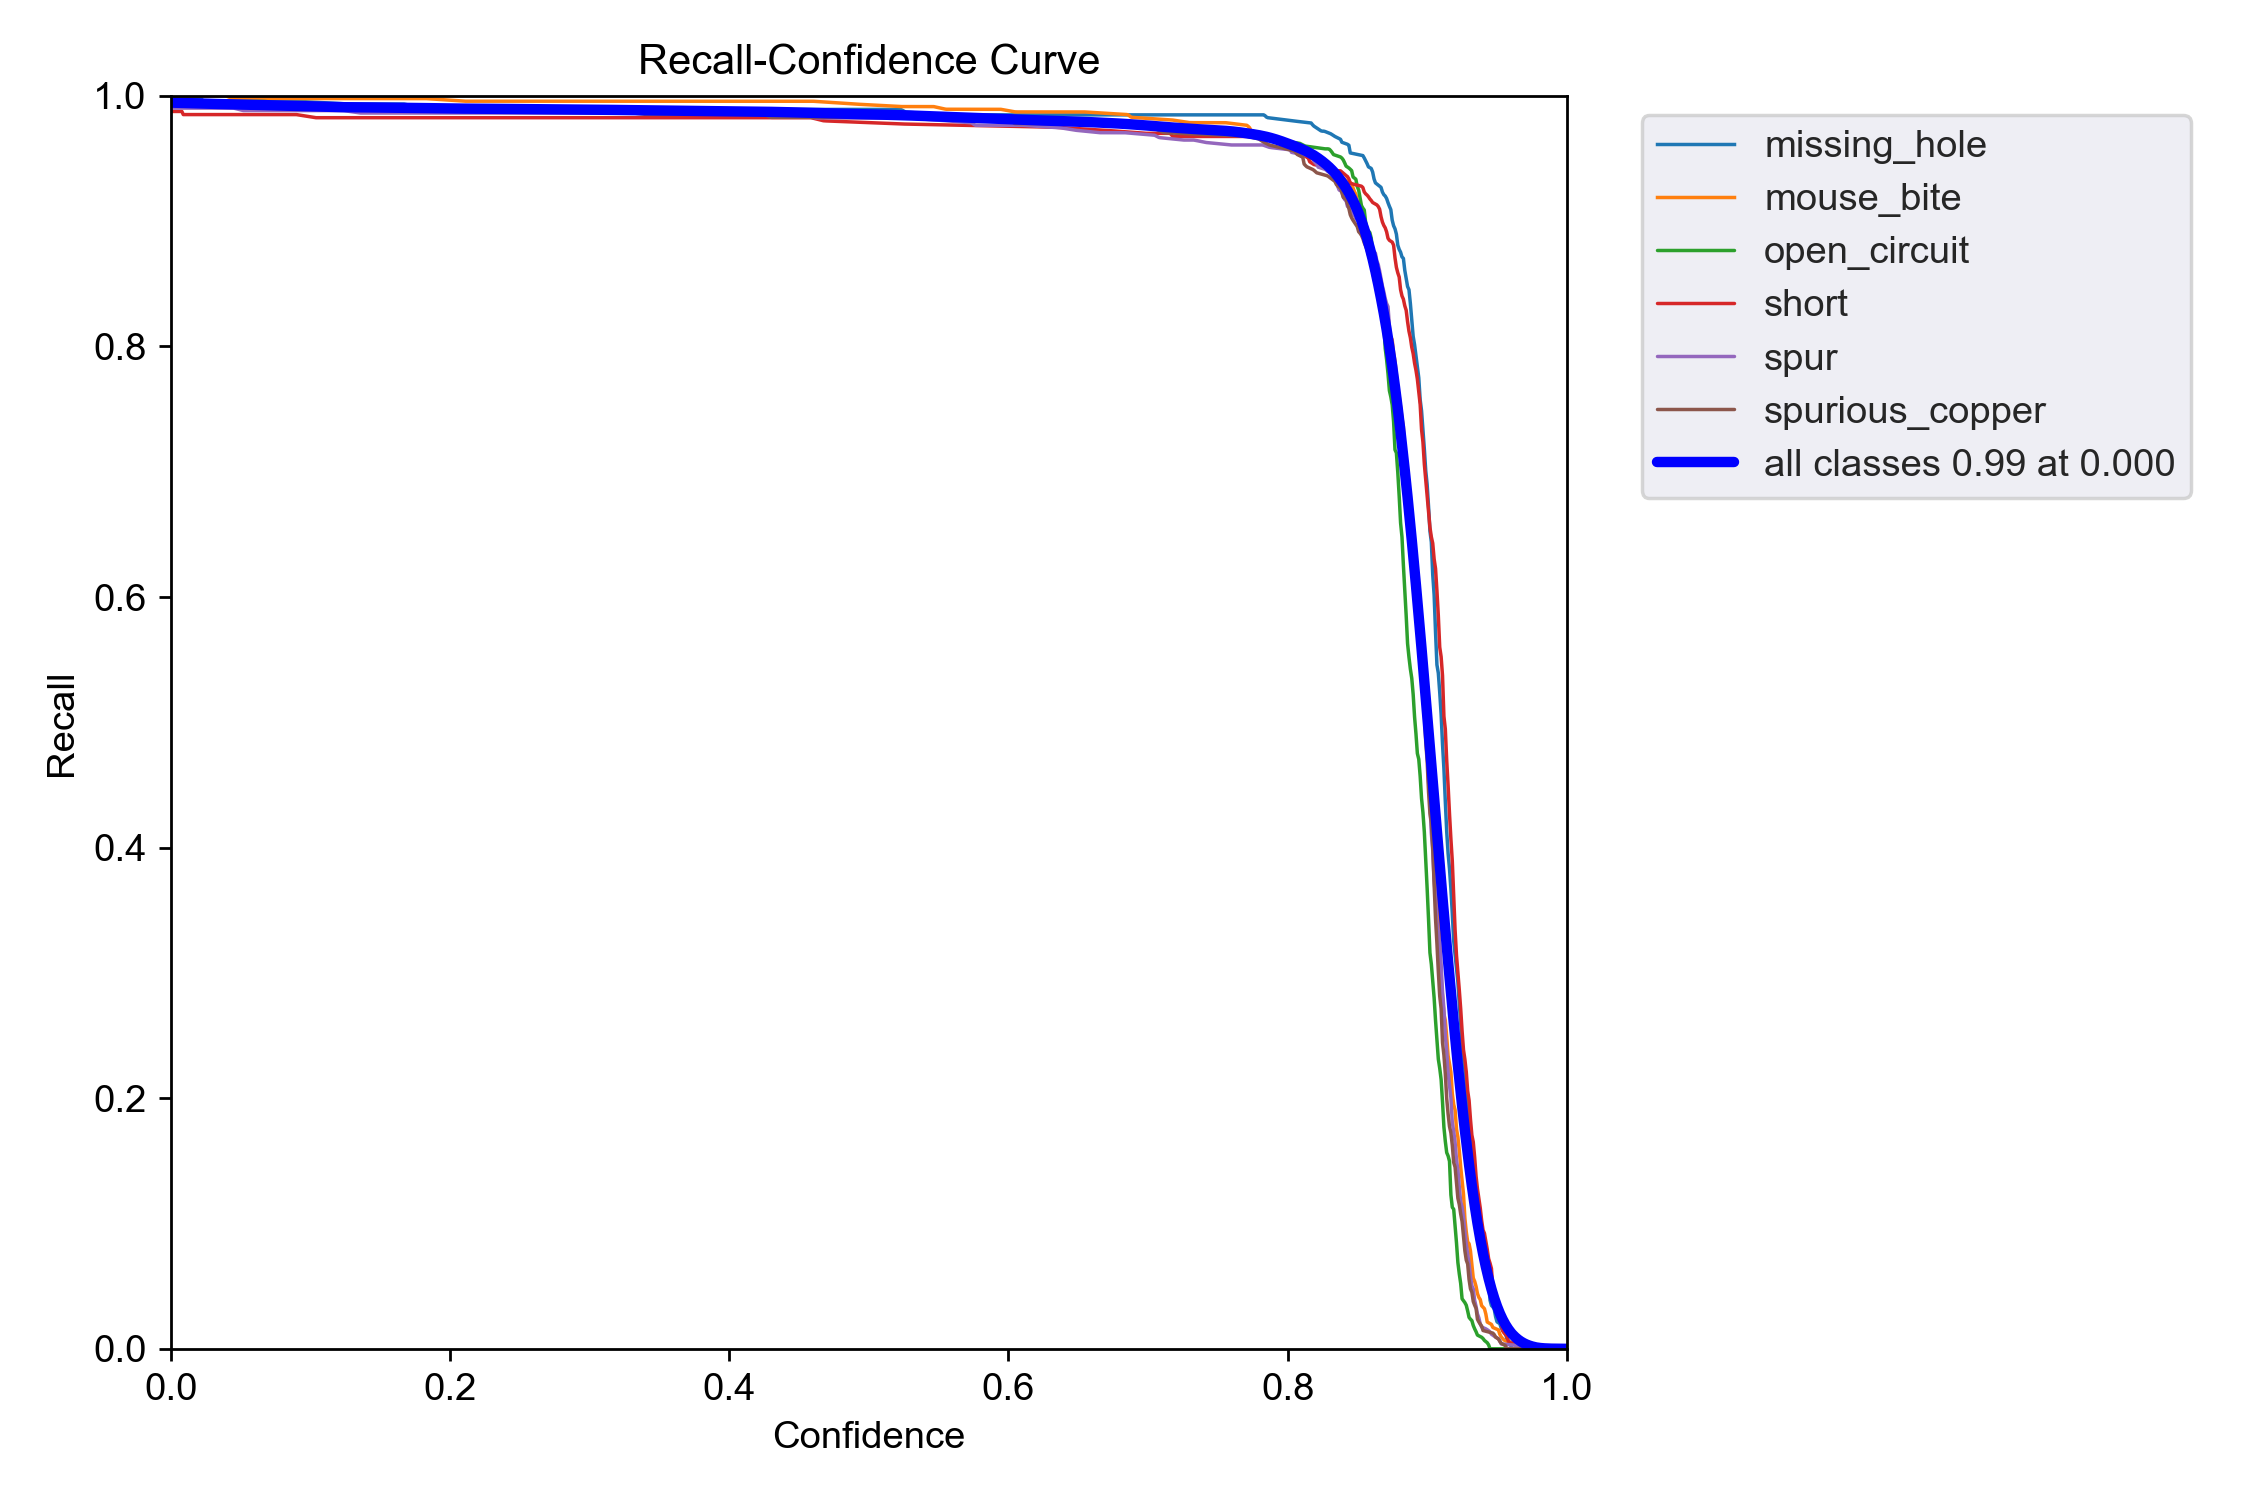 Recall-Confidence Curve
1.0
0.8
0.6
0.4
0.2
0.0
Recall
0.0 0.2 0.4 0.6 0.8 1.0
Confidence
missing_hole
mouse_bite
open_circuit
short
spur
spurious_copper
all classes 0.99 at 0.000